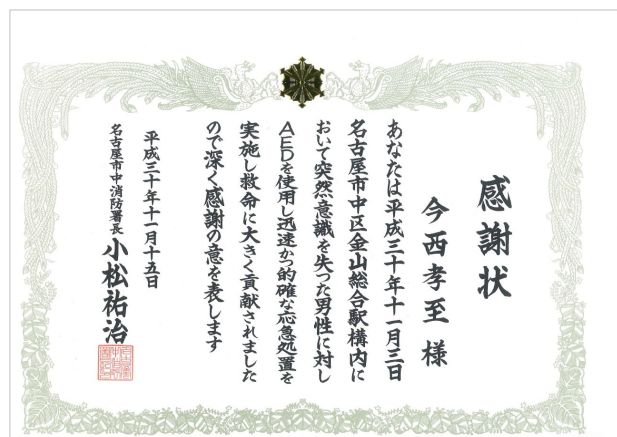 感謝状
今西孝至 様
あなたは平成三十年十一月三日
名古屋市中区金山総合駅構内に
おいて突然意識を失った男性に対し
AEDを使用し迅速かつ的確な応急処置を
実施し救命に大きく貢献されました
ので深く感謝の意を表します
平成三十年十一月十五日
名古屋市中消防署長 小松祐治